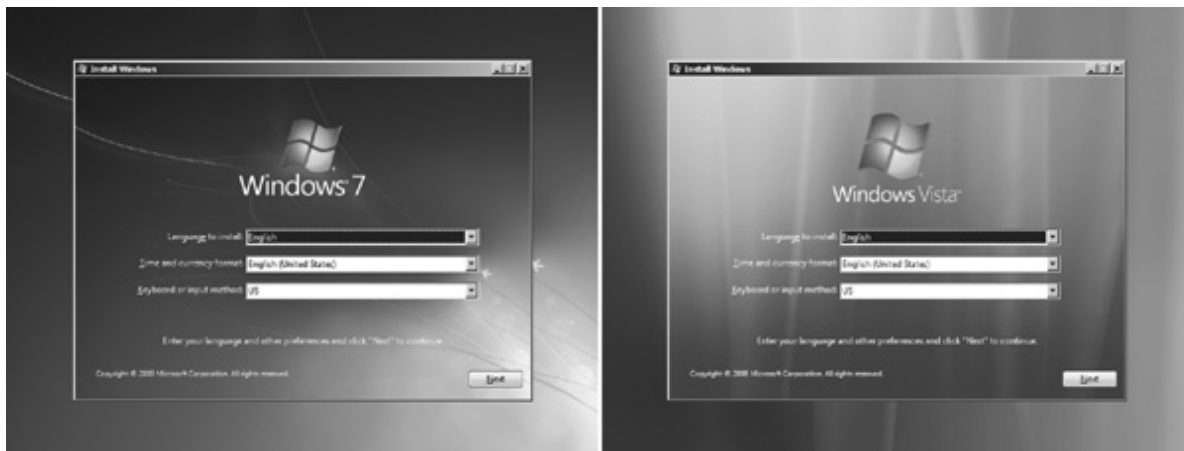 Install Windows
Windows 7
Language to install: English
Time and currency format: English (United States)
Keyboard or input method: US
Enter your language and other preferences and click "Next" to continue.
Copyright © 2008 Microsoft Corporation. All rights reserved.
Next
Install Windows
Windows Vista
Language to install: English
Time and currency format: English (United States)
Keyboard or input method: US
Enter your language and other preferences and click "Next" to continue.
Copyright © 2008 Microsoft Corporation. All rights reserved.
Next